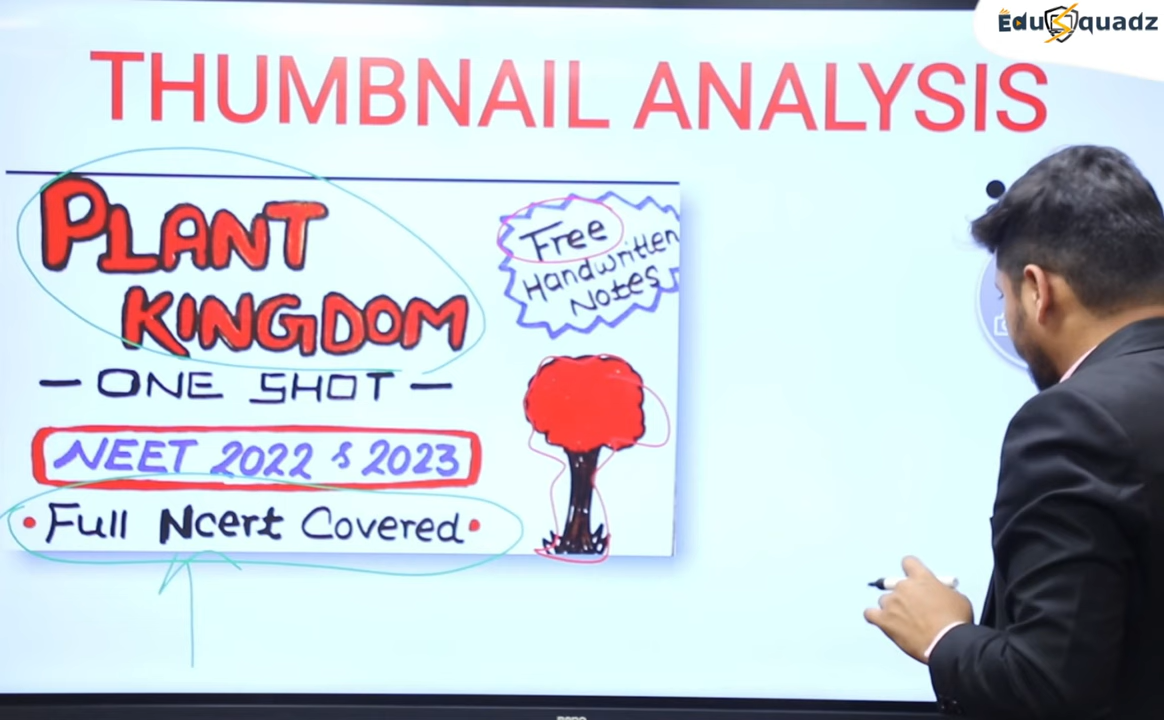 EduSquadz
THUMBNAIL ANALYSIS
PLANT
KINGDOM
— ONE SHOT —
NEET 2022 & 2023
• Full Ncert Covered •
Free
Handwritten
Notes